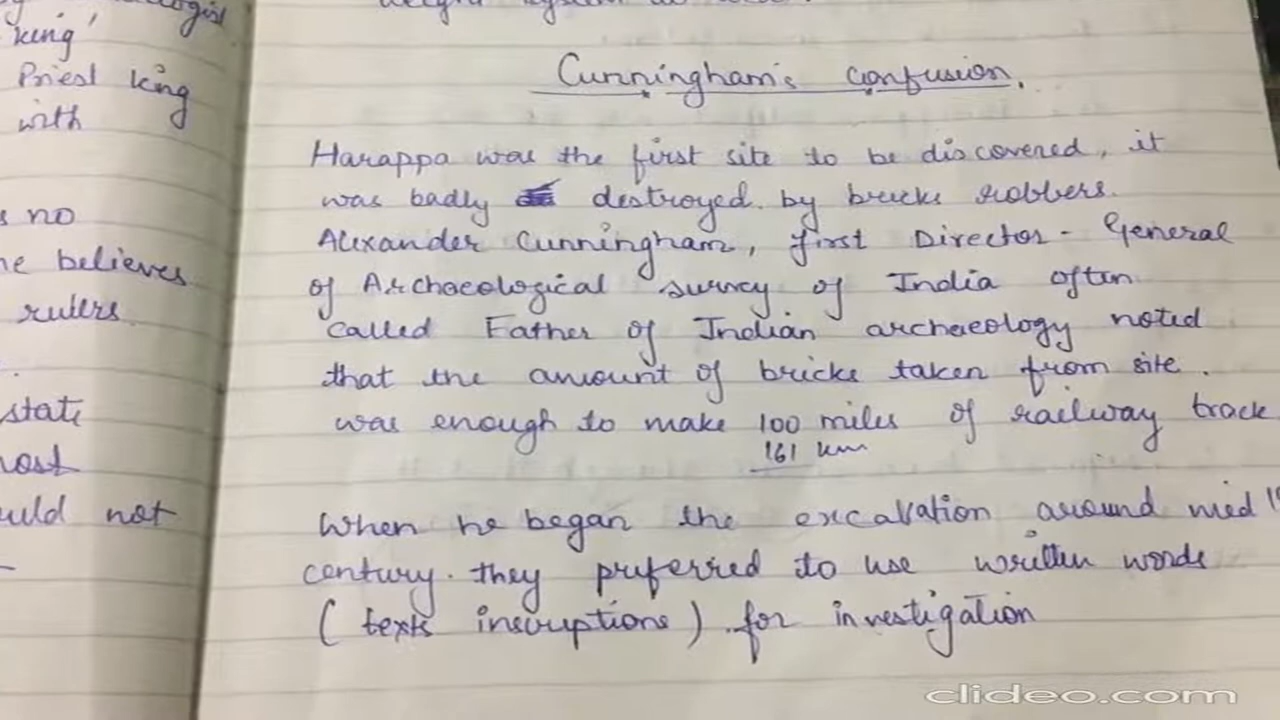 king'
Priest king
with
s no
he believes
rulers
state
most
uld not
Cunningham's confusion.
Harappa was the first site to be discovered, it
was badly destroyed by bricks robbers.
Alexander Cunningham, first Director - General
of Archaeological survey of India often
called Father of Indian archaeology noted
that the amount of bricks taken from site.
was enough to make 100 miles of railway track
161 km
When he began the excavation around mid
century. they preferred to use written words
(texts inscriptions) for investigation
clideo.com